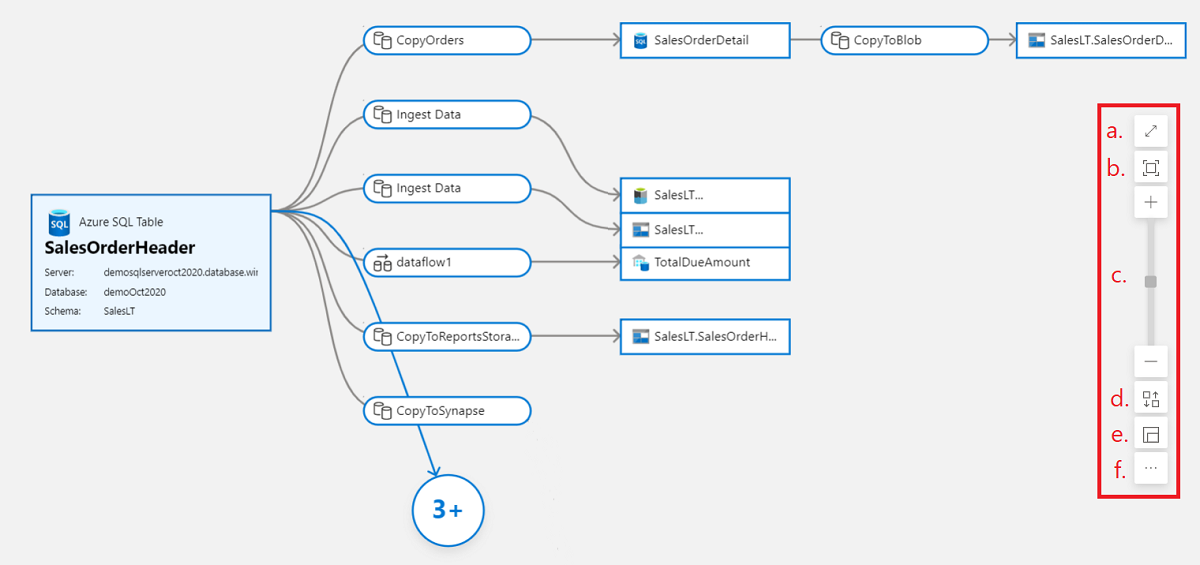 CopyOrders
SalesOrderDetail
CopyToBlob
SalesLT.SalesOrderD...
Ingest Data
Ingest Data
SalesLT...
SalesLT...
SQL
Azure SQL Table
SalesOrderHeader
Server: demosqlserveroct2020.database.wir
Database: demoOct2020
Schema: SalesLT
dataflow1
TotalDueAmount
CopyToReportsStora...
SalesLT.SalesOrderH...
CopyToSynapse
3+
a.
b.
c.
d.
e.
f.